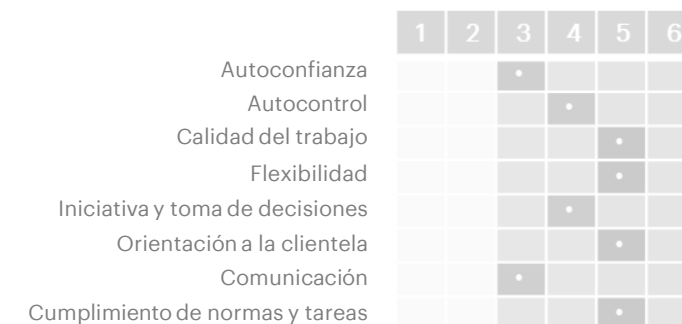 1 2 3 4 5 6
Autoconfianza
Autocontrol
Calidad del trabajo
Flexibilidad
Iniciativa y toma de decisiones
Orientación a la clientela
Comunicación
Cumplimiento de normas y tareas